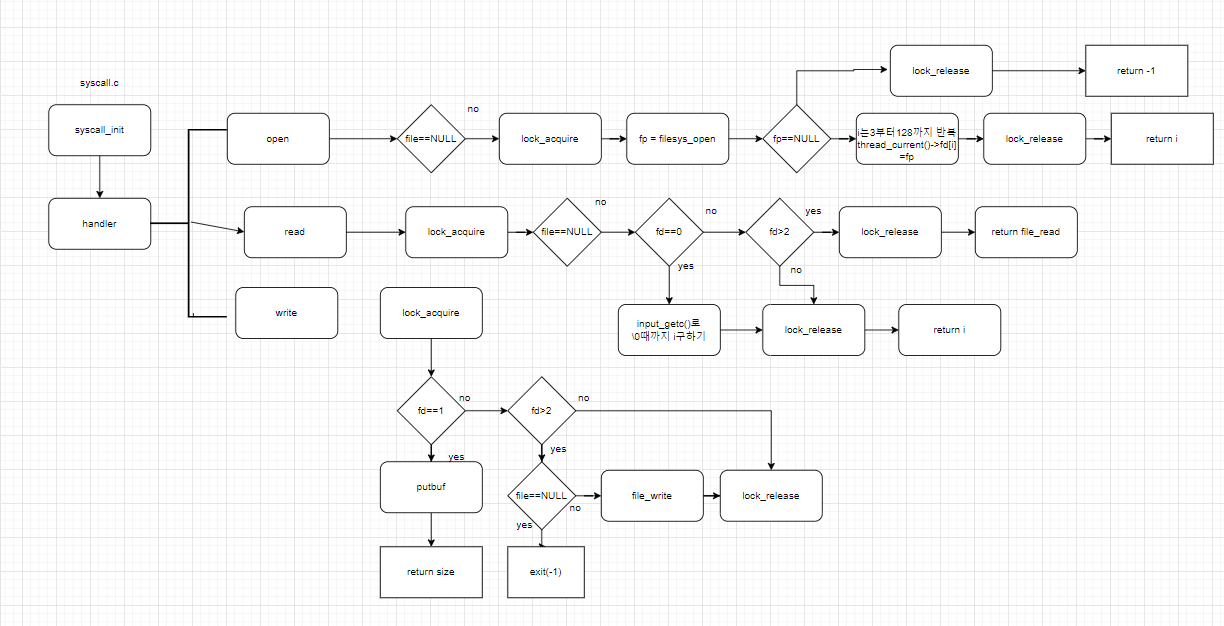 syscall.c
syscall_init
handler
open
file==NULL
no
lock_acquire
fp = filesys_open
fp==NULL
lock_release
return -1
i는3부터128까지 반복
thread_current()->fd[i]
=fp
lock_release
return i
read
lock_acquire
file==NULL
no
fd==0
no
yes
fd>2
yes
no
lock_release
return file_read
input_getc()로
\0때까지 i구하기
lock_release
return i
write
lock_acquire
fd==1
no
yes
fd>2
no
yes
putbuf
return size
file==NULL
no
yes
file_write
lock_release
exit(-1)